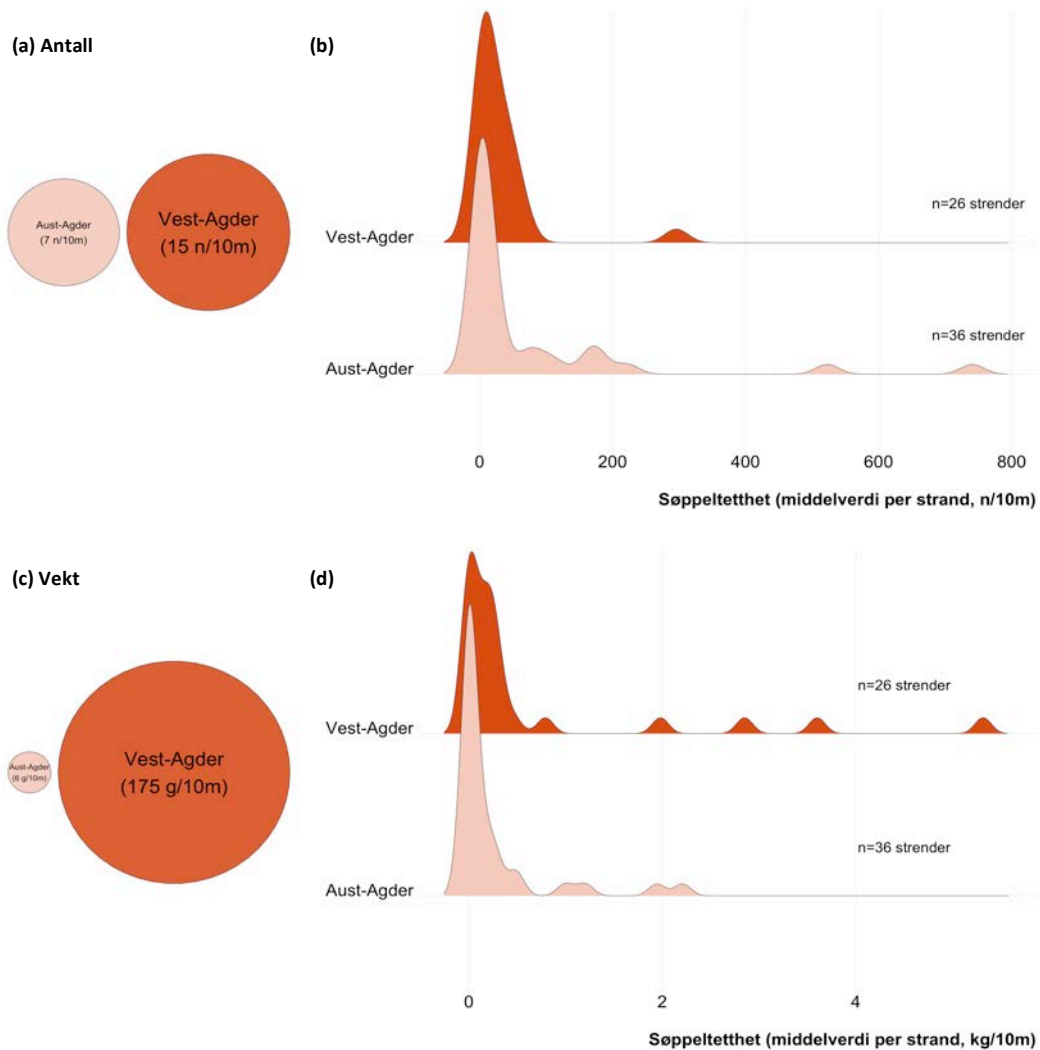 (a) Antall
(b)
Aust-Agder
(7 n/10m)
Vest-Agder
(15 n/10m)
n=26 strender
Vest-Agder
n=36 strender
Aust-Agder
0
200
400
600
800
Søppeltetthet (middelverdi per strand, n/10m)
(c) Vekt
(d)
Aust-Agder
(6 g/10m)
Vest-Agder
(175 g/10m)
n=26 strender
Vest-Agder
n=36 strender
Aust-Agder
0
2
4
Søppeltetthet (middelverdi per strand, kg/10m)